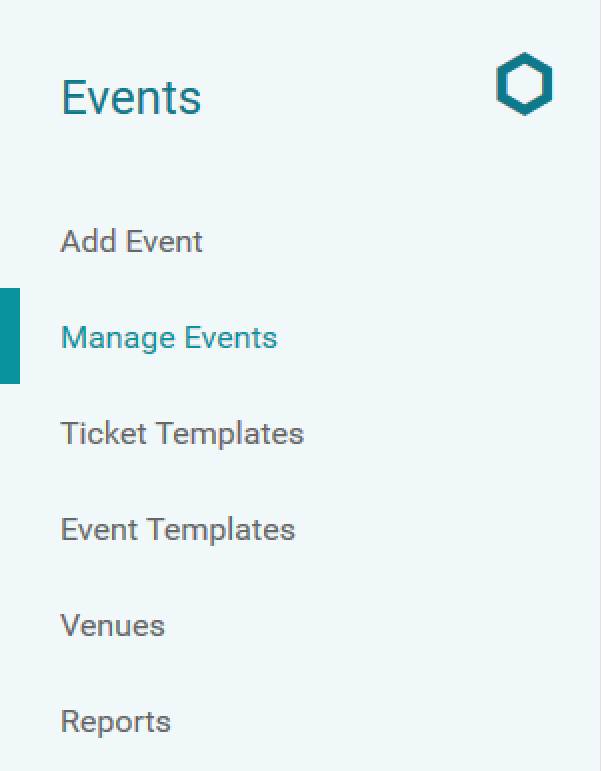 Events
Add Event
Manage Events
Ticket Templates
Event Templates
Venues
Reports